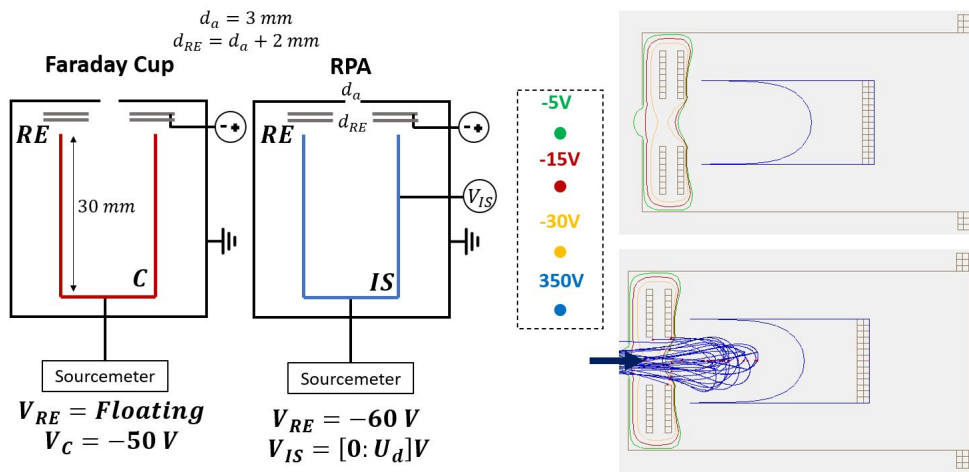 d_a = 3 mm
d_RE = d_a + 2 mm
Faraday Cup
RE
- +
30 mm
C
Sourcemeter
V_RE = Floating
V_C = −50 V
RPA
d_a
RE
d_RE
- +
V_IS
IS
Sourcemeter
V_RE = −60 V
V_IS = [0: U_d]V
-5V
-15V
-30V
350V